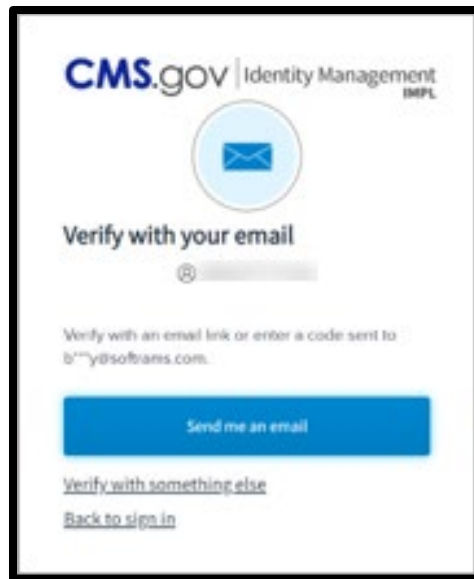 CMS.gov | Identity Management
IMPL
Verify with your email
Verify with an email link or enter a code sent to
b***y@softrams.com.
Send me an email
Verify with something else
Back to sign in